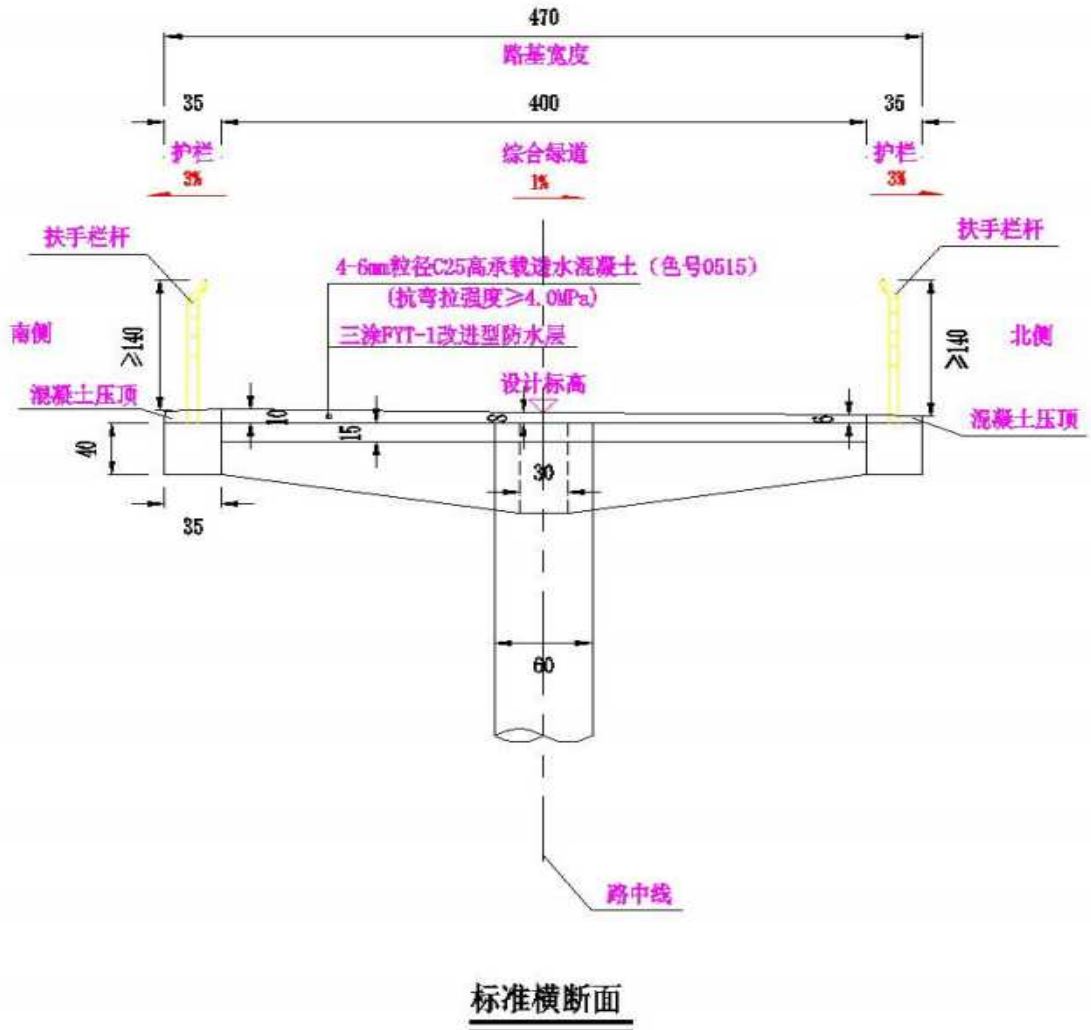 470
路基宽度
35
400
35
护栏
综合绿道
护栏
3%
1%
3%
扶手栏杆
扶手栏杆
4-6mm粒径C25高承载透水混凝土（色号0515）
(抗弯拉强度≥4.0MPa)
南侧
≥140
三涂FYT-1改进型防水层
≥140
北侧
设计标高
混凝土压顶
10
8
6
混凝土压顶
40
15
30
35
60
路中线
标准横断面